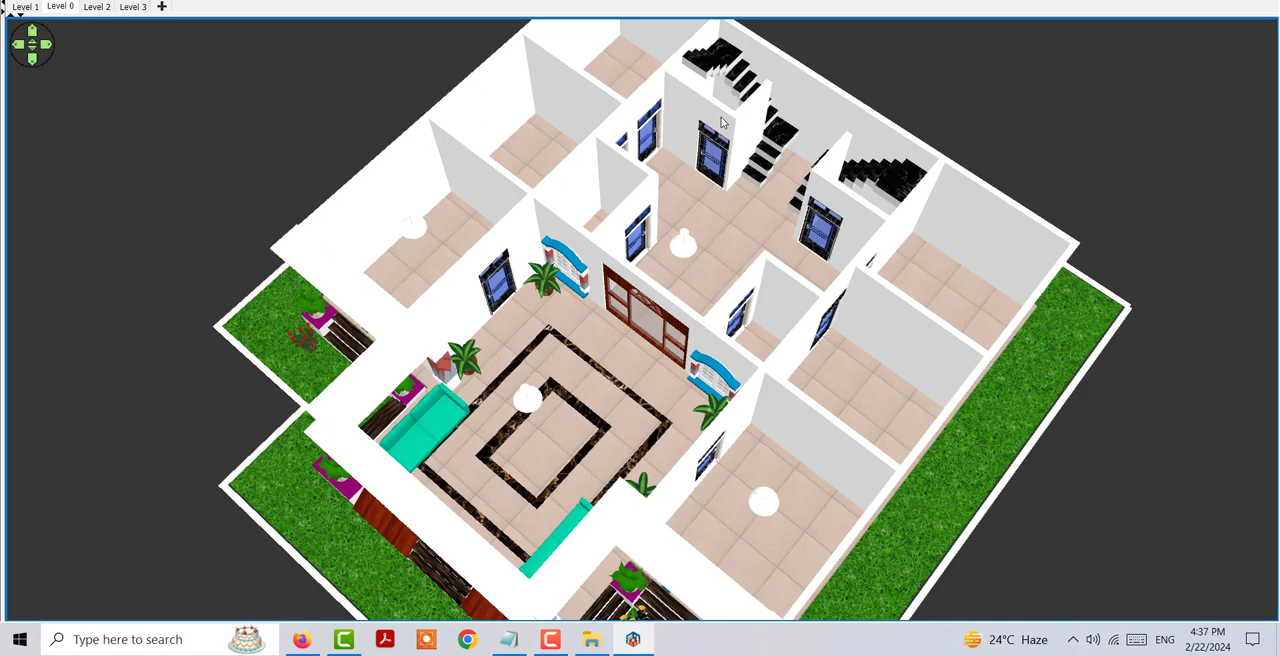 Level 1 Level 0 Level 2 Level 3
Type here to search
24°C Haze
ENG
4:37 PM
2/22/2024